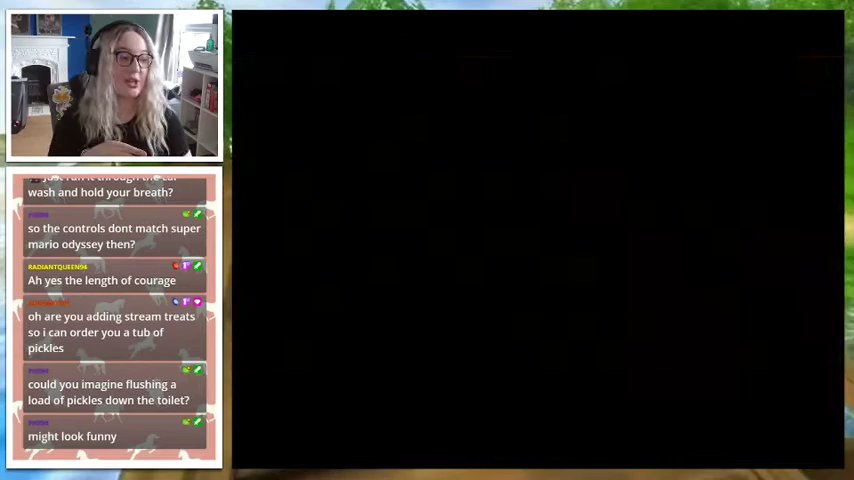 wash and hold your breath?
so the controls dont match super
mario odyssey then?
RADIANTQUEEN94
Ah yes the length of courage
oh are you adding stream treats
so i can order you a tub of
pickles
could you imagine flushing a
load of pickles down the toilet?
might look funny